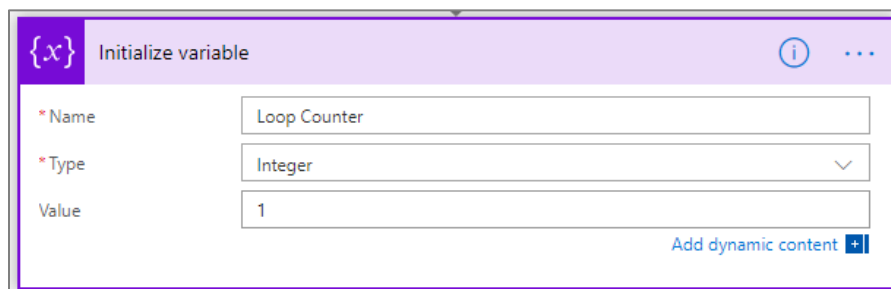 {x} Initialize variable
* Name Loop Counter
* Type Integer
Value 1
Add dynamic content